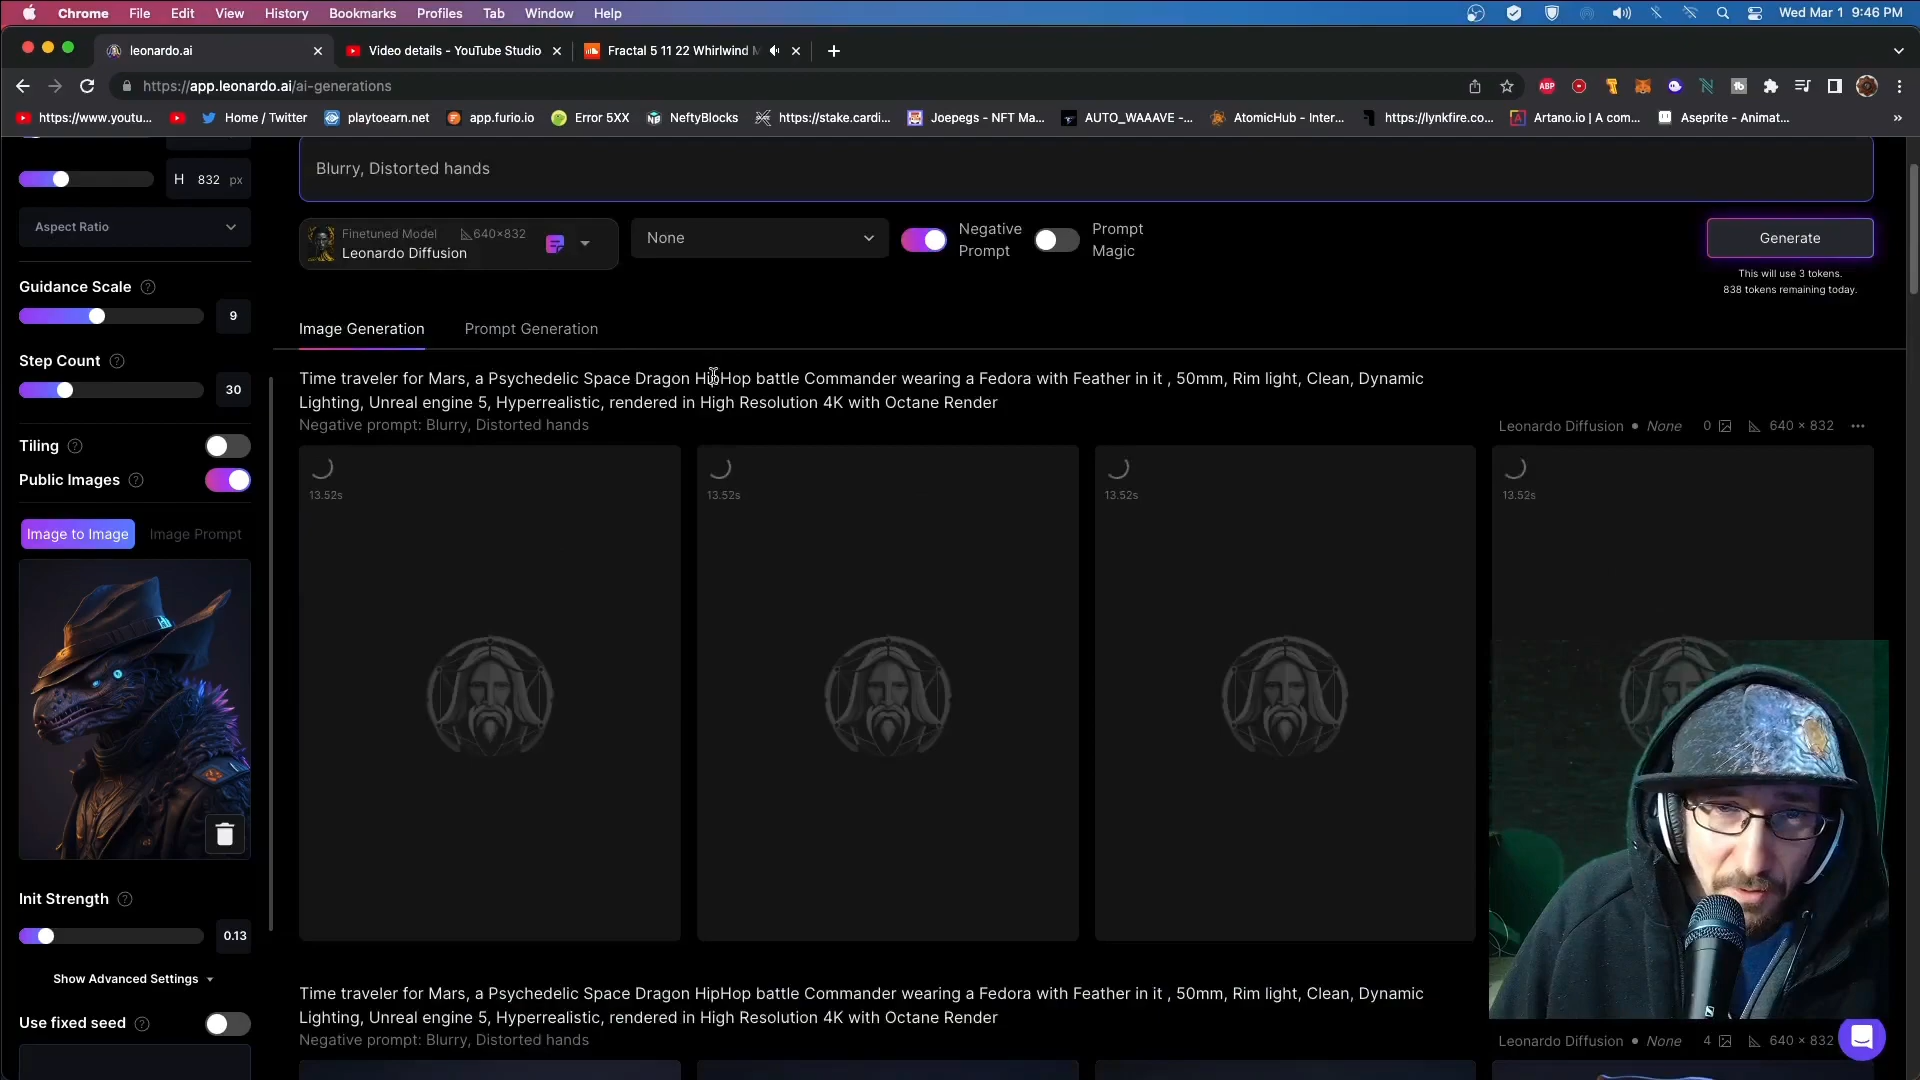 Chrome File Edit View History Bookmarks Profiles Tab Window Help Wed Mar 1 9:46 PM
leonardo.ai Video details - YouTube Studio Fractal 5 11 22 Whirlwind
https://app.leonardo.ai/ai-generations ABP
https://www.youtu... Home / Twitter playtoearn.net app.furio.io Error 5XX NeftyBlocks https://stake.cardi... Joepegs - NFT Ma... AUTO_WAAAVE -... AtomicHub - Inter... https://lynkfire.co... Artano.io | A com... Aseprite - Animat... »
Blurry, Distorted hands
H 832 px
Aspect Ratio
Finetuned Model 640×832
Leonardo Diffusion
None
Negative
Prompt
Prompt
Magic
Generate
This will use 3 tokens.
838 tokens remaining today.
Guidance Scale
9
Step Count
30
Tiling
Public Images
Image to Image Image Prompt
Init Strength
0.13
Show Advanced Settings
Use fixed seed
Image Generation Prompt Generation
Time traveler for Mars, a Psychedelic Space Dragon HipHop battle Commander wearing a Fedora with Feather in it , 50mm, Rim light, Clean, Dynamic
Lighting, Unreal engine 5, Hyperrealistic, rendered in High Resolution 4K with Octane Render
Negative prompt: Blurry, Distorted hands
Leonardo Diffusion • None 0 640 × 832
13.52s 13.52s 13.52s 13.52s
Time traveler for Mars, a Psychedelic Space Dragon HipHop battle Commander wearing a Fedora with Feather in it , 50mm, Rim light, Clean, Dynamic
Lighting, Unreal engine 5, Hyperrealistic, rendered in High Resolution 4K with Octane Render
Negative prompt: Blurry, Distorted hands
Leonardo Diffusion • None 4 640 × 832